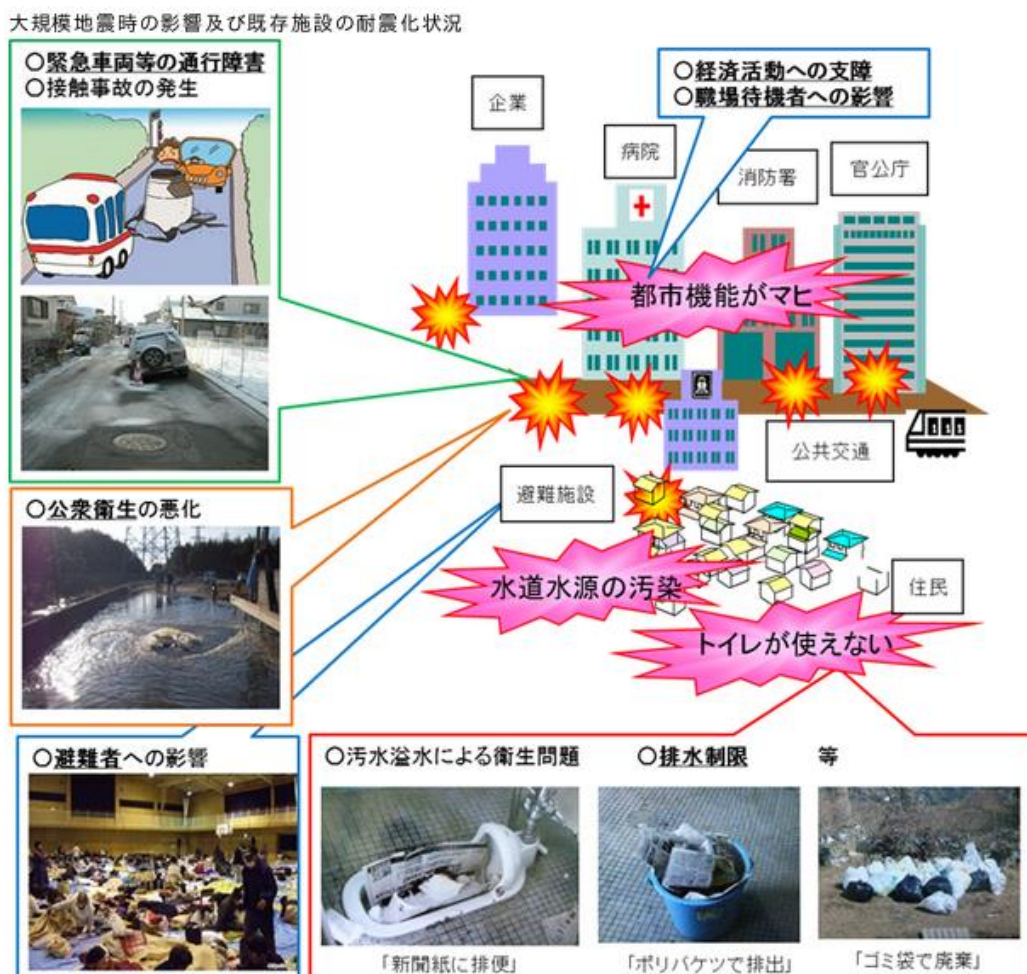 大規模地震時の影響及び既存施設の耐震化状況
○緊急車両等の通行障害
○接触事故の発生
○経済活動への支障
○職場待機者への影響
企業
病院
消防署
官公庁
都市機能がマヒ
公共交通
避難施設
○公衆衛生の悪化
水道水源の汚染
住民
トイレが使えない
○避難者への影響
○汚水溢水による衛生問題 ○排水制限 等
「新聞紙に排便」 「ポリバケツで排出」 「ゴミ袋で廃棄」